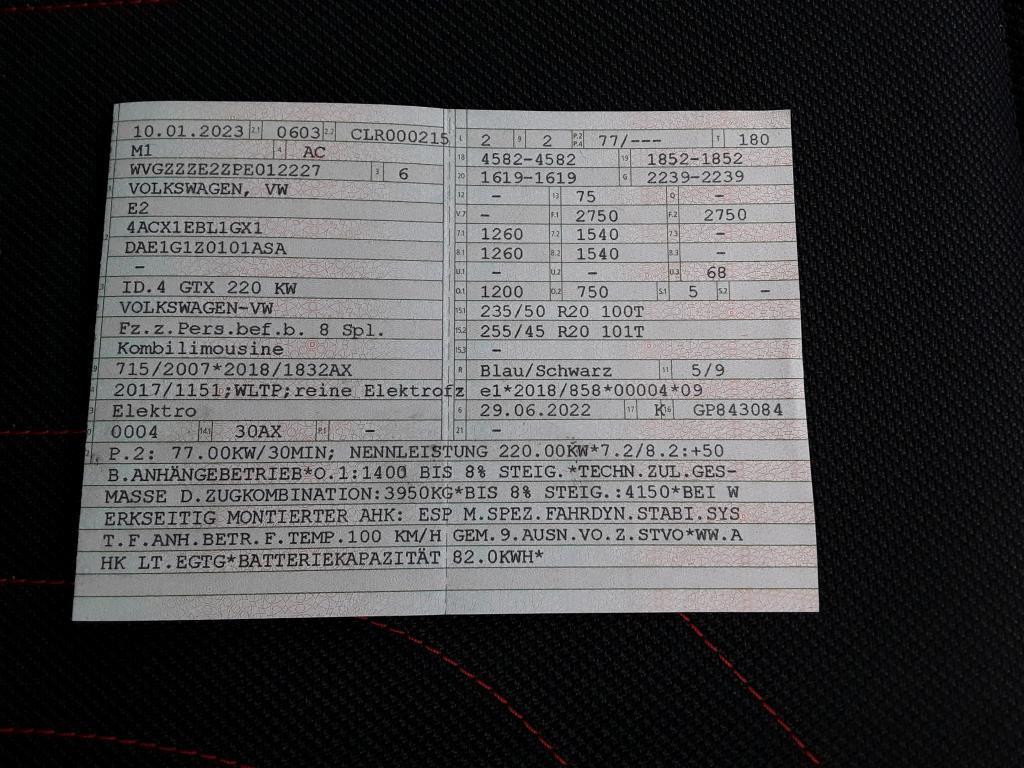 10.01.2023 2.1 0603 2.2 CLR000215
M1 4 AC
WVGZZZE2ZPE012227 3 6
VOLKSWAGEN, VW
E2
4ACX1EBL1GX1
DAE1G1Z0101ASA
–
ID.4 GTX 220 KW
VOLKSWAGEN-VW
Fz.z.Pers.bef.b. 8 Spl.
Kombilimousine
715/2007*2018/1832AX
2017/1151;WLTP;reine Elektrofz
Elektro
0004 14.1 30AX P.1 –
L 2 9 2 P.2 P.4 77/--- T 180
18 4582-4582 19 1852-1852
20 1619-1619 G 2239-2239
12 – 13 75 Q –
V.7 – F.1 2750 F.2 2750
7.1 1260 7.2 1540 7.3 –
8.1 1260 8.2 1540 8.3 –
U.1 – U.2 – U.3 68
O.1 1200 O.2 750 S.1 5 S.2 –
15.1 235/50 R20 100T
15.2 255/45 R20 101T
15.3 –
R Blau/Schwarz 11 5/9
e1*2018/858*00004*09
6 29.06.2022 17 K 16 GP843084
21 –
P.2: 77.00KW/30MIN; NENNLEISTUNG 220.00KW*7.2/8.2:+50
B.ANHÄNGEBETRIEB*O.1:1400 BIS 8% STEIG.*TECHN.ZUL.GES-
MASSE D.ZUGKOMBINATION:3950KG*BIS 8% STEIG.:4150*BEI W
ERKSEITIG MONTIERTER AHK: ESP M.SPEZ.FAHRDYN.STABI.SYS
T.F.ANH.BETR.F.TEMP.100 KM/H GEM.9.AUSN.VO.Z.STVO*WW.A
HK LT.EGTG*BATTERIEKAPAZITÄT 82.0KWH*